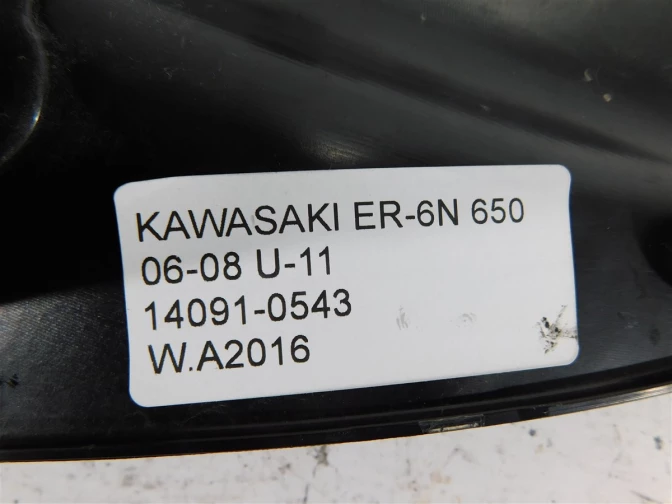 KAWASAKI ER-6N 650
06-08 U-11
14091-0543
W.A2016